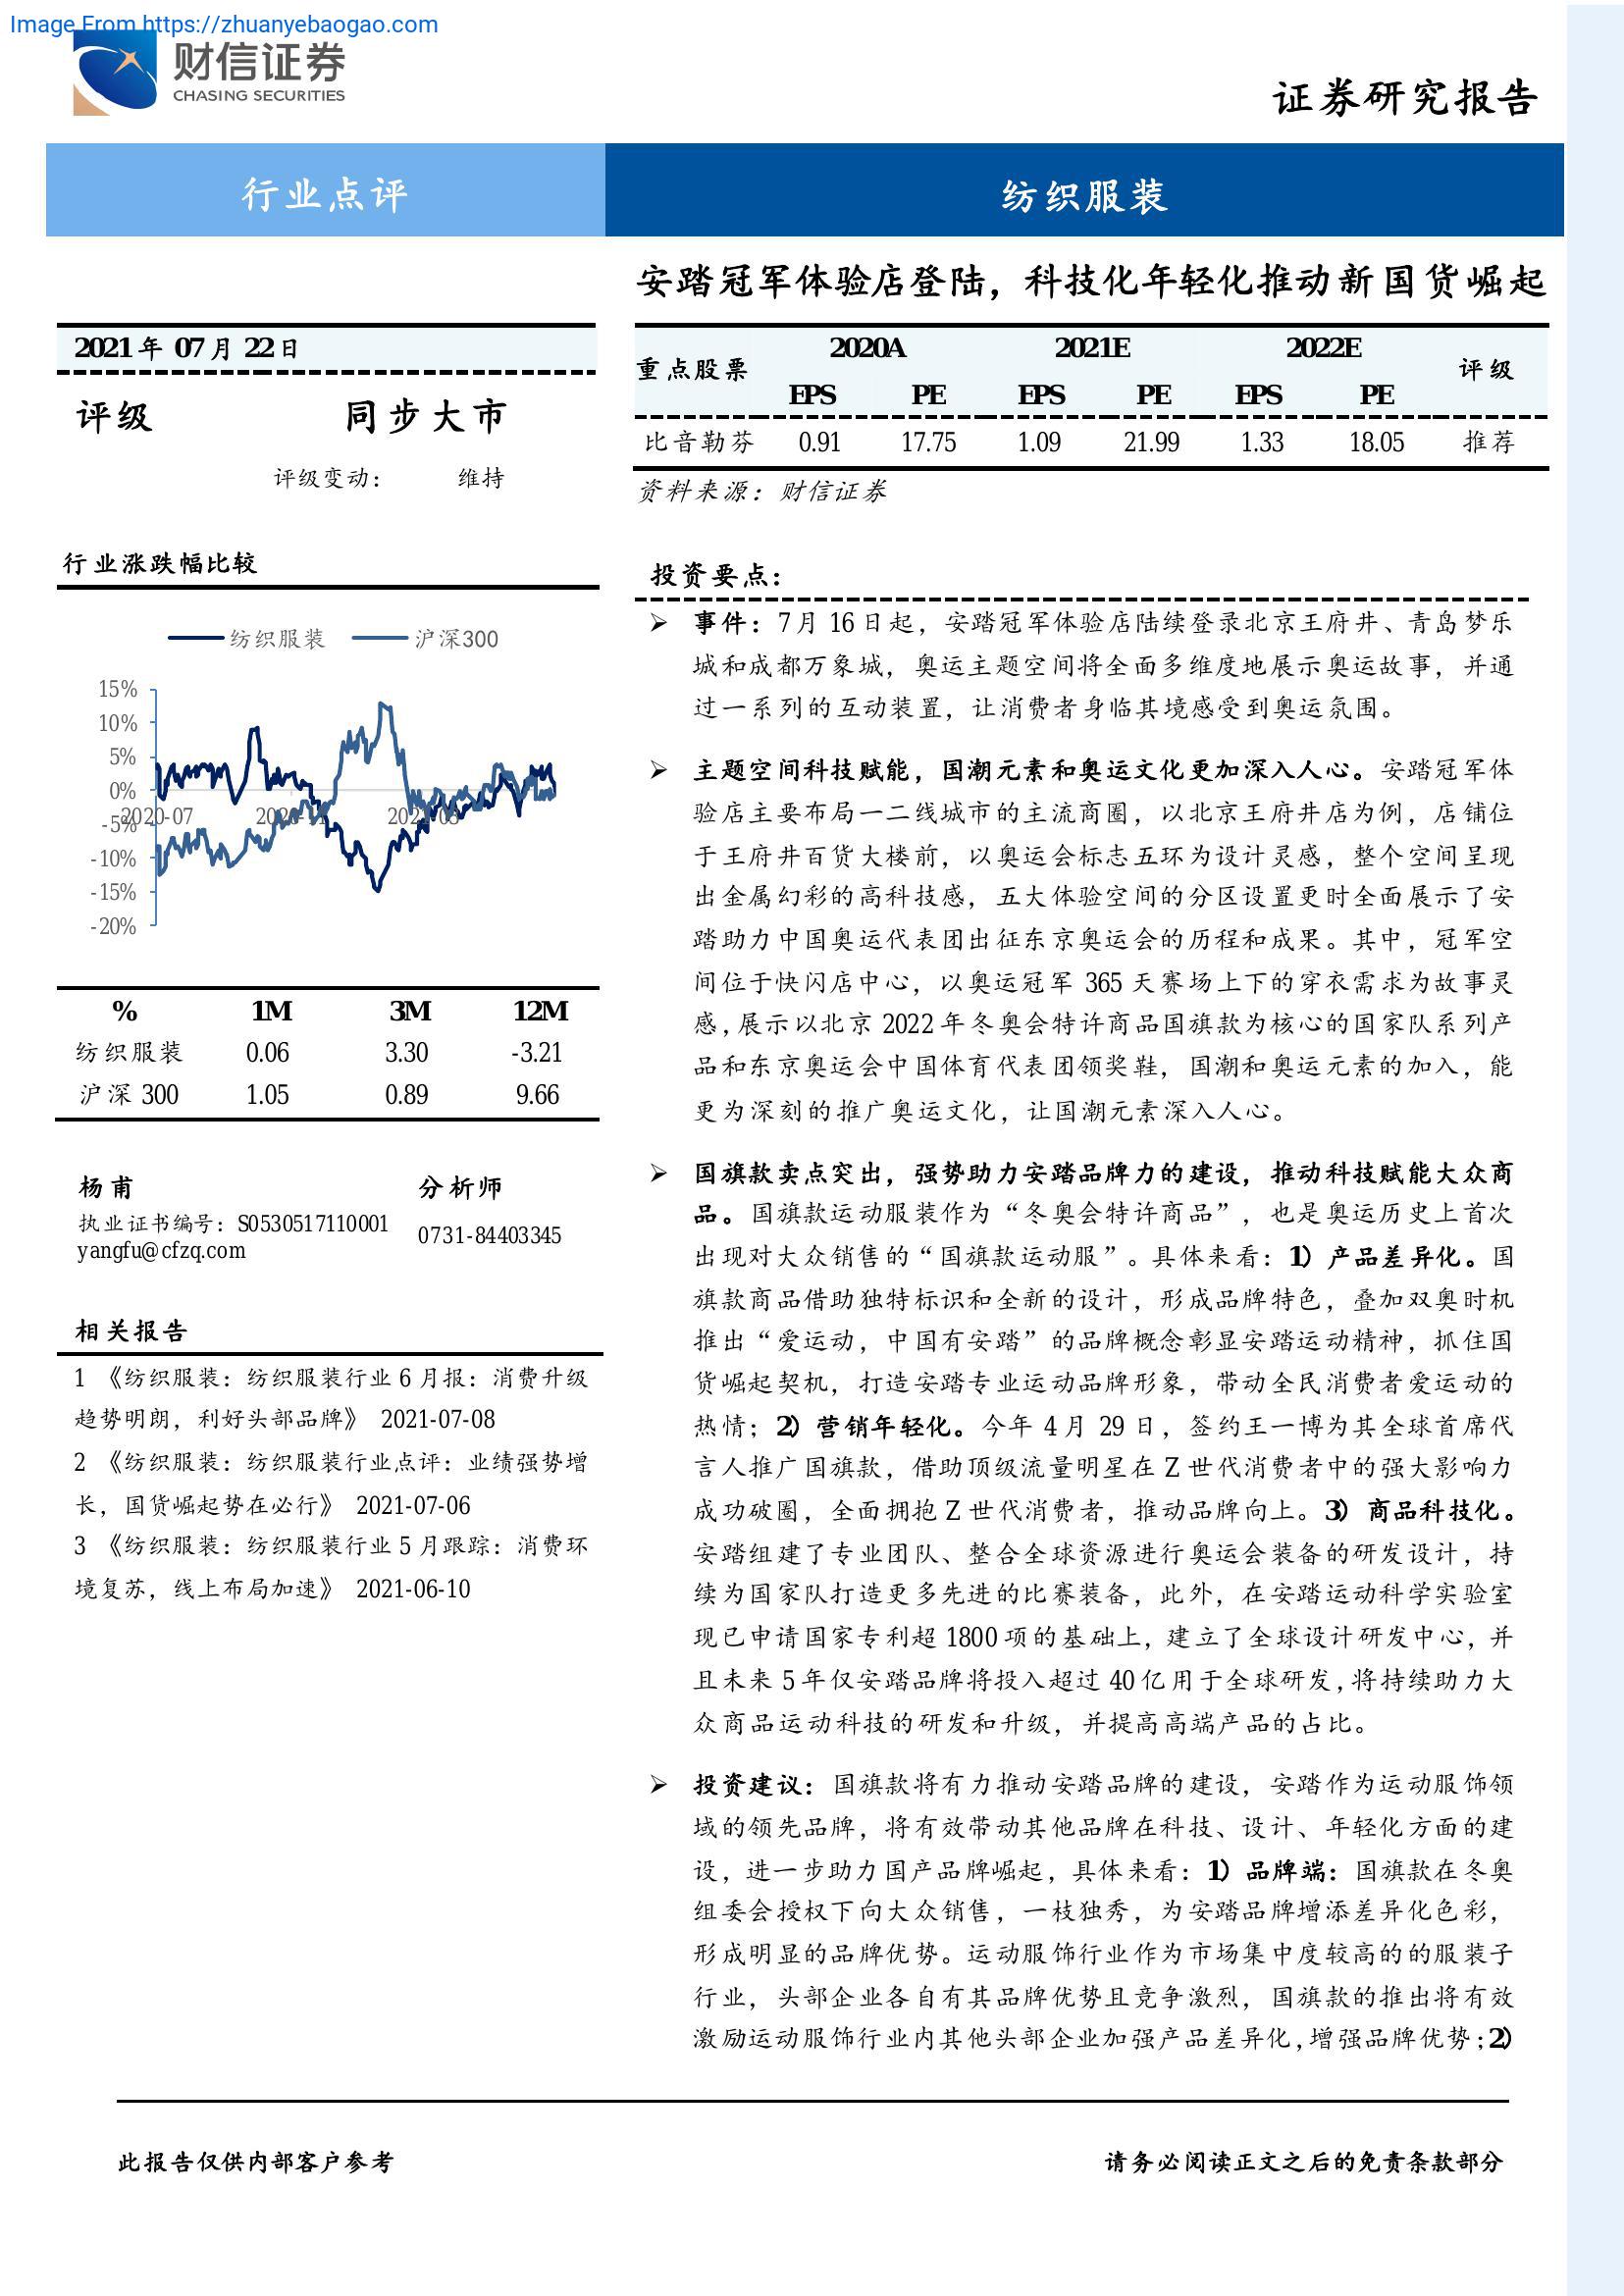 Image From https://zhuanyebaogao.com
财信证券
CHASING SECURITIES
证券研究报告
行业点评
纺织服装
安踏冠军体验店登陆，科技化年轻化推动新国货崛起
2021 年 07 月 22 日
评级 同步大市
评级变动： 维持
行业涨跌幅比较
纺织服装 沪深300
15%
10%
5%
0%
-5%
-10%
-15%
-20%
2020-07
% 1M 3M 12M
纺织服装 0.06 3.30 -3.21
沪深 300 1.05 0.89 9.66
杨甫 分析师
执业证书编号：S0530517110001 0731-84403345
yangfu@cfzq.com
相关报告
1 《纺织服装：纺织服装行业 6 月报：消费升级
趋势明朗，利好头部品牌》 2021-07-08
2 《纺织服装：纺织服装行业点评：业绩强势增
长，国货崛起势在必行》 2021-07-06
3 《纺织服装：纺织服装行业 5 月跟踪：消费环
境复苏，线上布局加速》 2021-06-10
重点股票 2020A 2021E 2022E 评级
EPS PE EPS PE EPS PE
比音勒芬 0.91 17.75 1.09 21.99 1.33 18.05 推荐
资料来源：财信证券
投资要点：
➢ 事件：7 月 16 日起，安踏冠军体验店陆续登录北京王府井、青岛梦乐
城和成都万象城，奥运主题空间将全面多维度地展示奥运故事，并通
过一系列的互动装置，让消费者身临其境感受到奥运氛围。
➢ 主题空间科技赋能，国潮元素和奥运文化更加深入人心。安踏冠军体
验店主要布局一二线城市的主流商圈，以北京王府井店为例，店铺位
于王府井百货大楼前，以奥运会标志五环为设计灵感，整个空间呈现
出金属幻彩的高科技感，五大体验空间的分区设置更时全面展示了安
踏助力中国奥运代表团出征东京奥运会的历程和成果。其中，冠军空
间位于快闪店中心，以奥运冠军 365 天赛场上下的穿衣需求为故事灵
感，展示以北京 2022 年冬奥会特许商品国旗款为核心的国家队系列产
品和东京奥运会中国体育代表团领奖鞋，国潮和奥运元素的加入，能
更为深刻的推广奥运文化，让国潮元素深入人心。
➢ 国旗款卖点突出，强势助力安踏品牌力的建设，推动科技赋能大众商
品。国旗款运动服装作为“冬奥会特许商品”，也是奥运历史上首次
出现对大众销售的“国旗款运动服”。具体来看：1）产品差异化。国
旗款商品借助独特标识和全新的设计，形成品牌特色，叠加双奥时机
推出“爱运动，中国有安踏”的品牌概念彰显安踏运动精神，抓住国
货崛起契机，打造安踏专业运动品牌形象，带动全民消费者爱运动的
热情；2）营销年轻化。今年 4 月 29 日，签约王一博为其全球首席代
言人推广国旗款，借助顶级流量明星在 Z 世代消费者中的强大影响力
成功破圈，全面拥抱 Z 世代消费者，推动品牌向上。3）商品科技化。
安踏组建了专业团队、整合全球资源进行奥运会装备的研发设计，持
续为国家队打造更多先进的比赛装备，此外，在安踏运动科学实验室
现已申请国家专利超 1800 项的基础上，建立了全球设计研发中心，并
且未来 5 年仅安踏品牌将投入超过 40 亿用于全球研发，将持续助力大
众商品运动科技的研发和升级，并提高高端产品的占比。
➢ 投资建议：国旗款将有力推动安踏品牌的建设，安踏作为运动服饰领
域的领先品牌，将有效带动其他品牌在科技、设计、年轻化方面的建
设，进一步助力国产品牌崛起，具体来看：1）品牌端：国旗款在冬奥
组委会授权下向大众销售，一枝独秀，为安踏品牌增添差异化色彩，
形成明显的品牌优势。运动服饰行业作为市场集中度较高的的服装子
行业，头部企业各自有其品牌优势且竞争激烈，国旗款的推出将有效
激励运动服饰行业内其他头部企业加强产品差异化，增强品牌优势；2）
此报告仅供内部客户参考
请务必阅读正文之后的免责条款部分